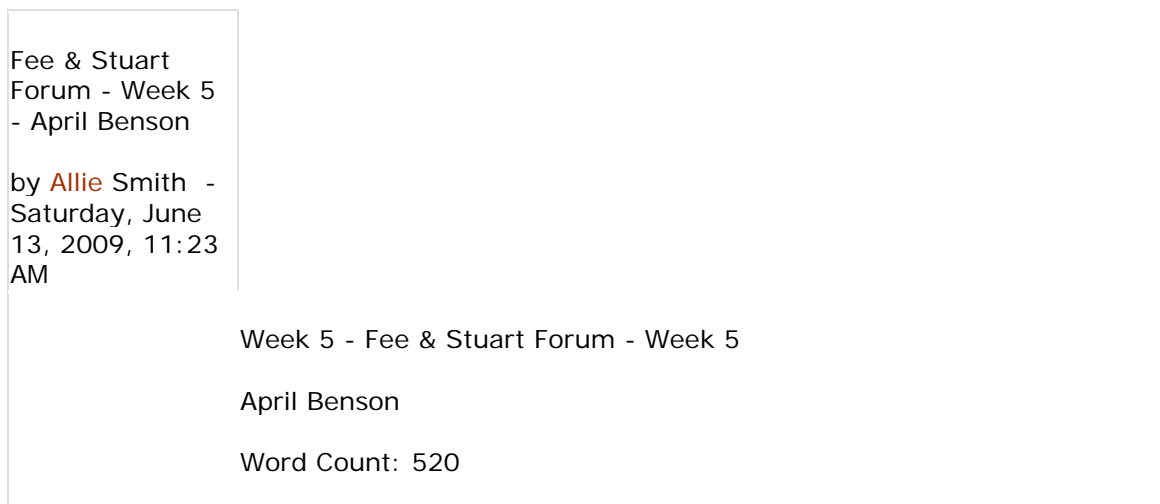 Fee & Stuart
Forum - Week 5
- April Benson
by Allie Smith -
Saturday, June
13, 2009, 11:23
AM
Week 5 - Fee & Stuart Forum - Week 5
April Benson
Word Count: 520